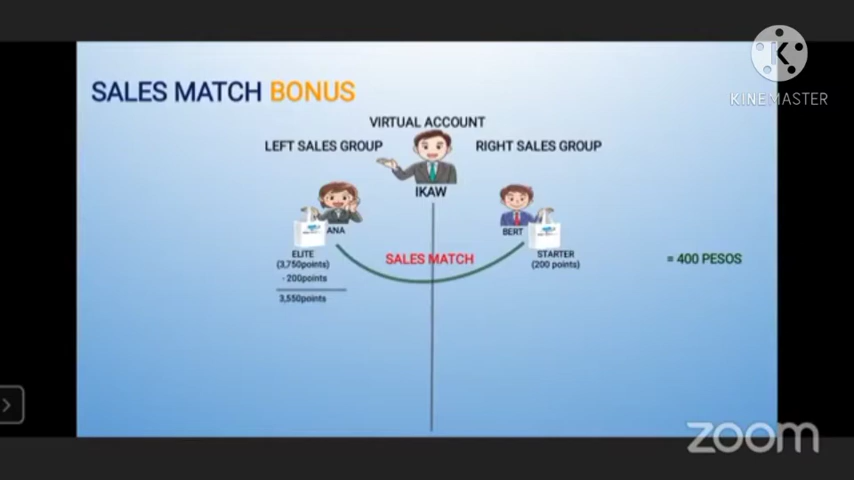 SALES MATCH BONUS
KINEMASTER
VIRTUAL ACCOUNT
LEFT SALES GROUP
RIGHT SALES GROUP
IKAW
ANA
BERT
ELITE
(3,750points)
- 200points
3,550points
SALES MATCH
STARTER
(200 points)
= 400 PESOS
zoom